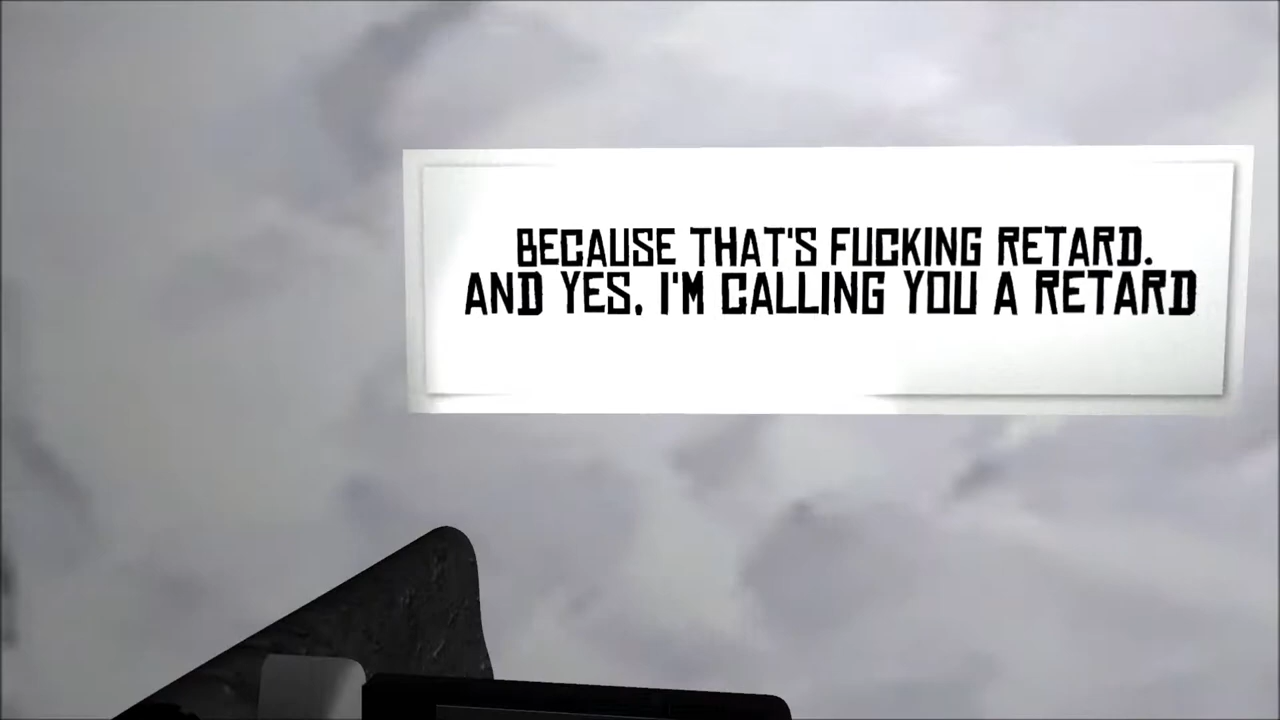 BECAUSE THAT'S FUCKING RETARD.
AND YES, I'M CALLING YOU A RETARD